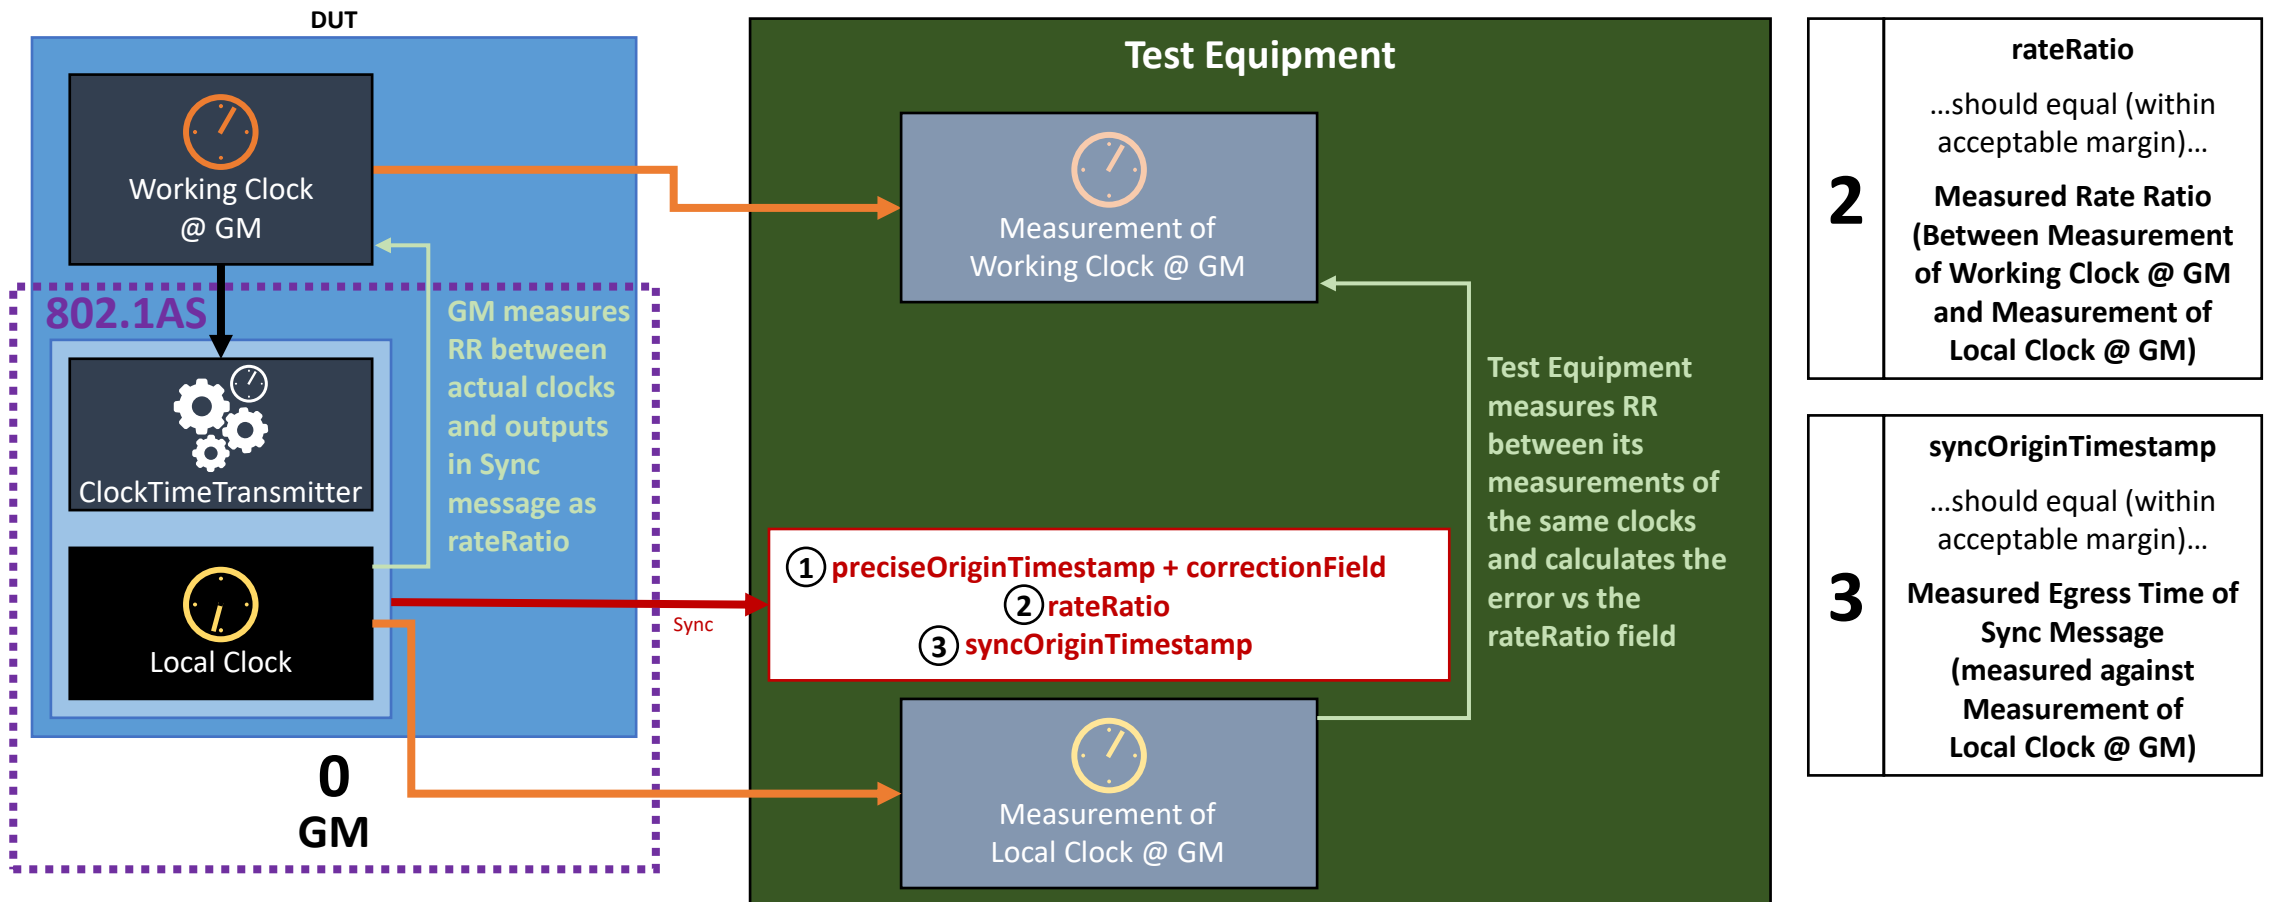 DUT
Working Clock
@ GM
802.1AS
GM measures
RR between
actual clocks
and outputs
in Sync
message as
rateRatio
ClockTimeTransmitter
Local Clock
0
GM
Sync
Test Equipment
Measurement of
Working Clock @ GM
1 preciseOriginTimestamp + correctionField
2 rateRatio
3 syncOriginTimestamp
Test Equipment
measures RR
between its
measurements of
the same clocks
and calculates the
error vs the
rateRatio field
Measurement of
Local Clock @ GM
2
rateRatio
...should equal (within
acceptable margin)...
Measured Rate Ratio
(Between Measurement
of Working Clock @ GM
and Measurement of
Local Clock @ GM)
3
syncOriginTimestamp
...should equal (within
acceptable margin)...
Measured Egress Time of
Sync Message
(measured against
Measurement of
Local Clock @ GM)